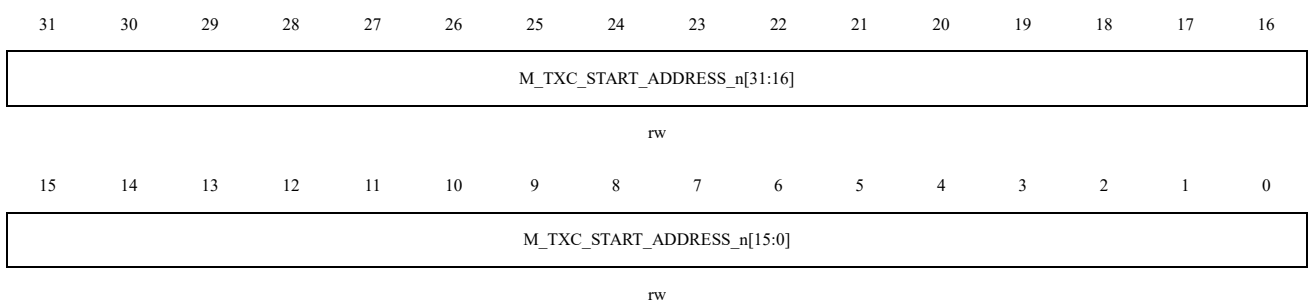 31 30 29 28 27 26 25 24 23 22 21 20 19 18 17 16
M_TXC_START_ADDRESS_n[31:16]
rw
15 14 13 12 11 10 9 8 7 6 5 4 3 2 1 0
M_TXC_START_ADDRESS_n[15:0]
rw